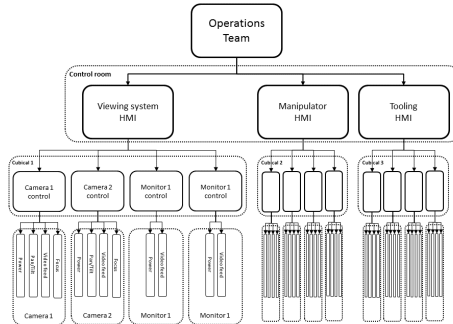 Operations
Team
Control room
Viewing system
HMI
Manipulator
HMI
Tooling
HMI
Cubical 1
Cubical 2
Cubical 3
Camera 1
control
Camera 2
control
Monitor 1
control
Monitor 1
control
Power
Pan/Tilt
Video feed
Focus
Power
Pan/Tilt
Video feed
Focus
Power
Video feed
Power
Video feed
Camera 1
Camera 2
Monitor 1
Monitor 1